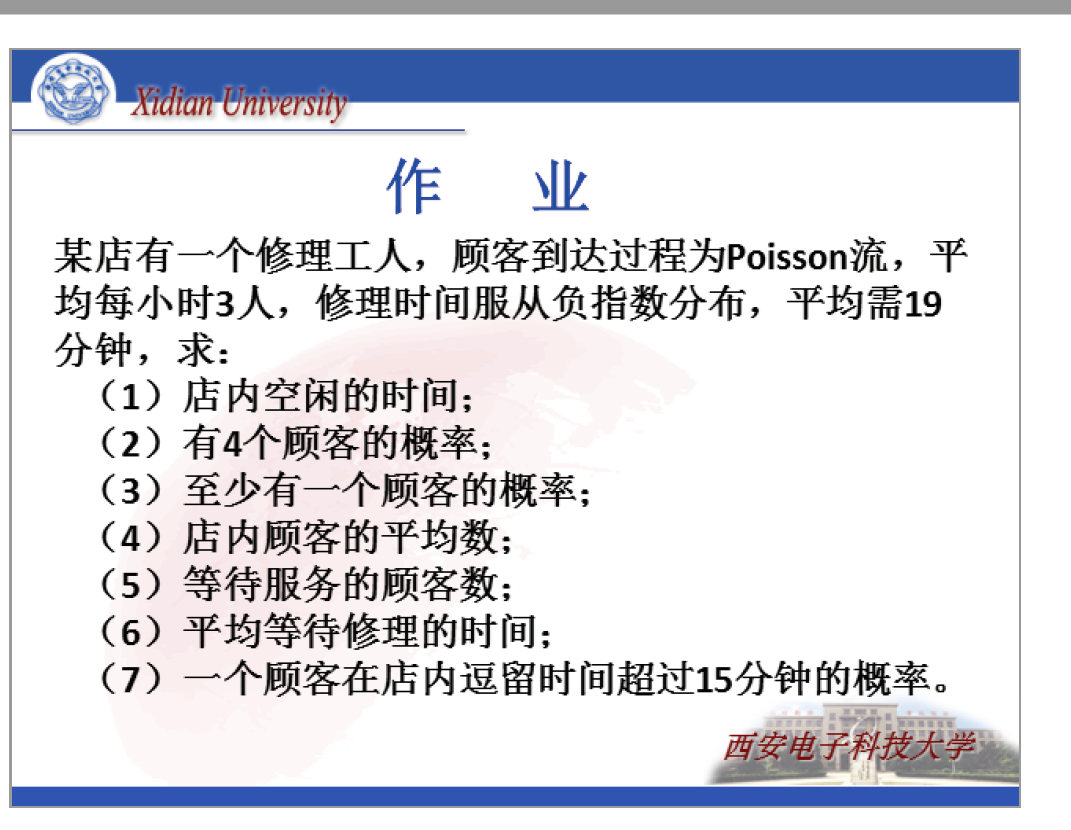 Xidian University
作 业
某店有一个修理工人，顾客到达过程为Poisson流，平
均每小时3人，修理时间服从负指数分布，平均需19
分钟，求：
（1）店内空闲的时间；
（2）有4个顾客的概率；
（3）至少有一个顾客的概率；
（4）店内顾客的平均数；
（5）等待服务的顾客数；
（6）平均等待修理的时间；
（7）一个顾客在店内逗留时间超过15分钟的概率。
西安电子科技大学